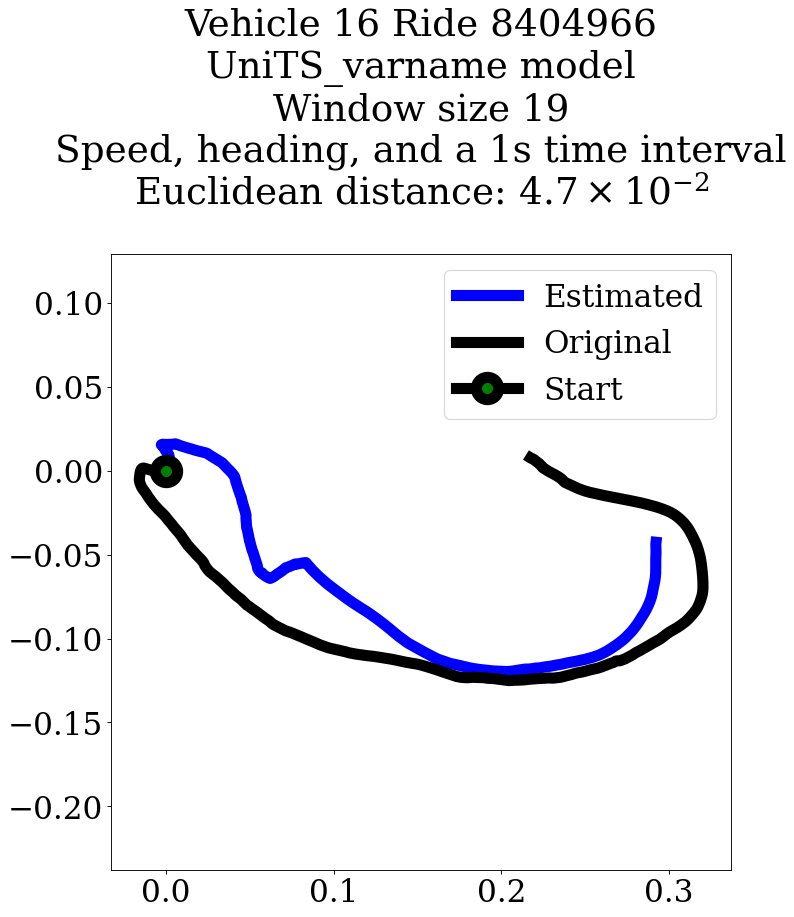 Vehicle 16 Ride 8404966
UniTS_varname model
Window size 19
Speed, heading, and a 1s time interval
Euclidean distance: 4.7 × 10⁻²
Estimated
Original
Start
0.10
0.05
0.00
−0.05
−0.10
−0.15
−0.20
0.0 0.1 0.2 0.3